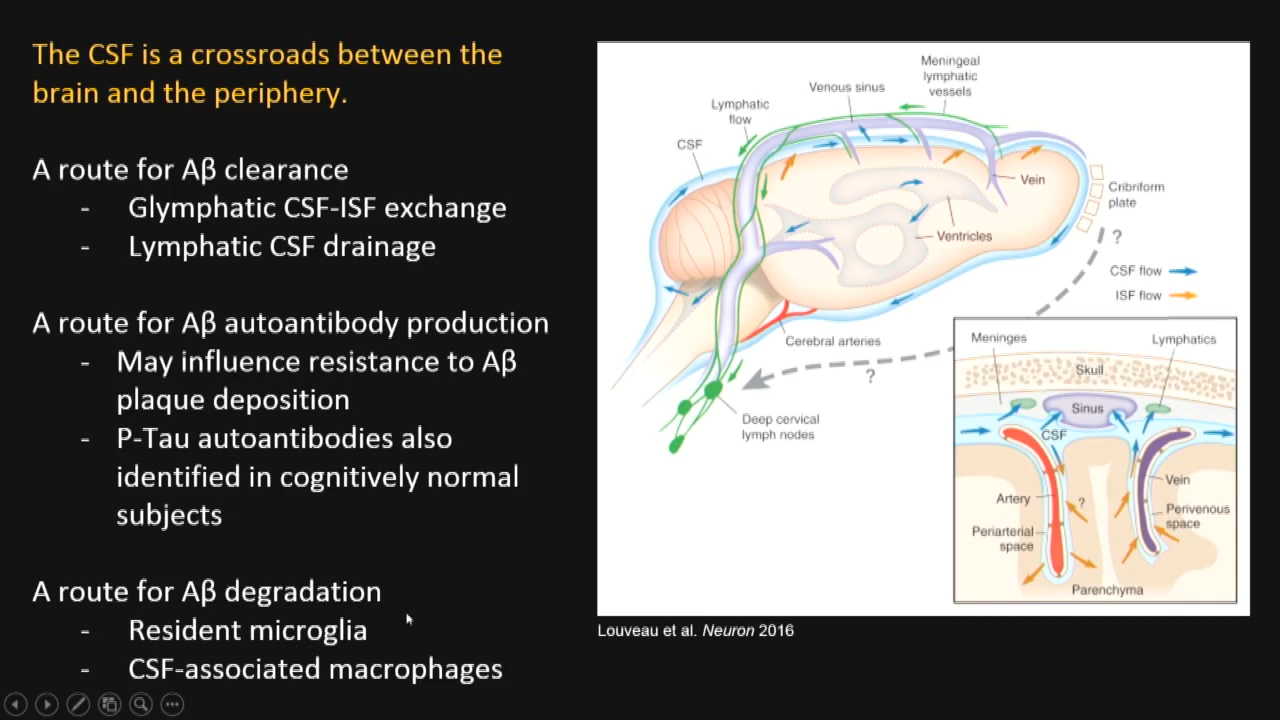 The CSF is a crossroads between the
brain and the periphery.
A route for Aβ clearance
- Glymphatic CSF-ISF exchange
- Lymphatic CSF drainage
A route for Aβ autoantibody production
- May influence resistance to Aβ
plaque deposition
- P-Tau autoantibodies also
identified in cognitively normal
subjects
A route for Aβ degradation
- Resident microglia
- CSF-associated macrophages
Meningeal
lymphatic
vessels
Venous sinus
Lymphatic
flow
CSF
Vein
Cribriform
plate
?
Ventricles
CSF flow
ISF flow
Cerebral arteries
?
Deep cervical
lymph nodes
Meninges
Lymphatics
Skull
Sinus
CSF
Vein
Artery
?
Perivenous
space
Periarterial
space
Parenchyma
Louveau et al. Neuron 2016